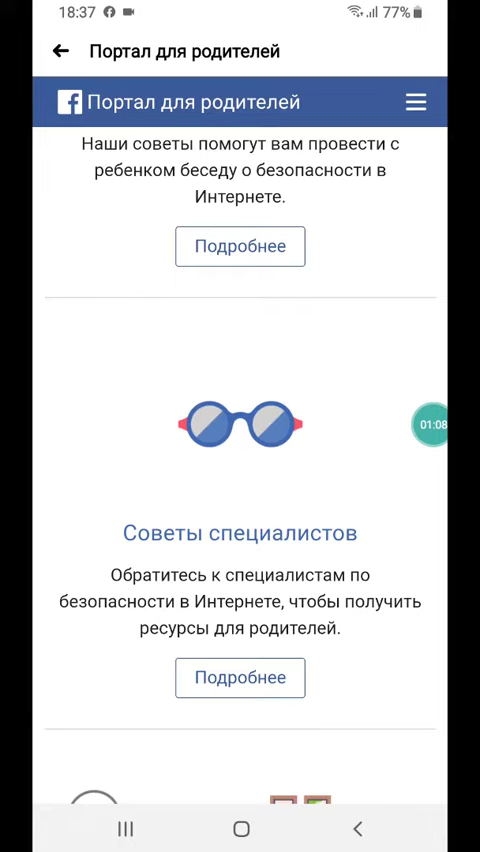 18:37 77%
Портал для родителей
Портал для родителей
Наши советы помогут вам провести с
ребенком беседу о безопасности в
Интернете.
Подробнее
01:08
Советы специалистов
Обратитесь к специалистам по
безопасности в Интернете, чтобы получить
ресурсы для родителей.
Подробнее